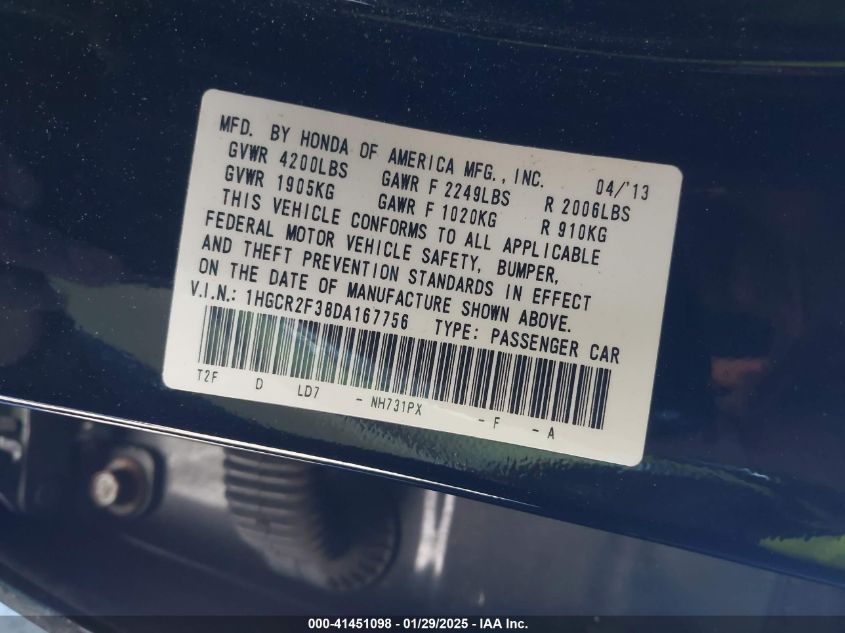 MFD. BY HONDA OF AMERICA MFG., INC. 04/'13
GVWR 4200LBS GAWR F 2249LBS R 2006LBS
GVWR 1905KG GAWR F 1020KG R 910KG
THIS VEHICLE CONFORMS TO ALL APPLICABLE
FEDERAL MOTOR VEHICLE SAFETY, BUMPER,
AND THEFT PREVENTION STANDARDS IN EFFECT
ON THE DATE OF MANUFACTURE SHOWN ABOVE.
V.I.N.: 1HGCR2F38DA167756 TYPE: PASSENGER CAR
T2F D LD7 - NH731PX - F - A
000-41451098 / 01/29/2025 - IAA Inc.